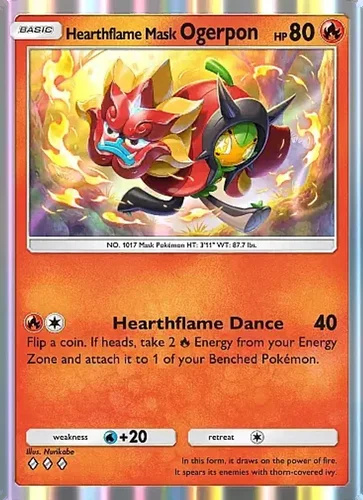 BASIC Hearthflame Mask Ogerpon HP 80
NO. 1017 Mask Pokémon HT: 3'11" WT: 87.7 lbs.
Hearthflame Dance 40
Flip a coin. If heads, take 2 Energy from your Energy
Zone and attach it to 1 of your Benched Pokémon.
weakness +20 retreat
Illus. Nurikabe
In this form, it draws on the power of fire.
It spears its enemies with thorn-covered ivy.